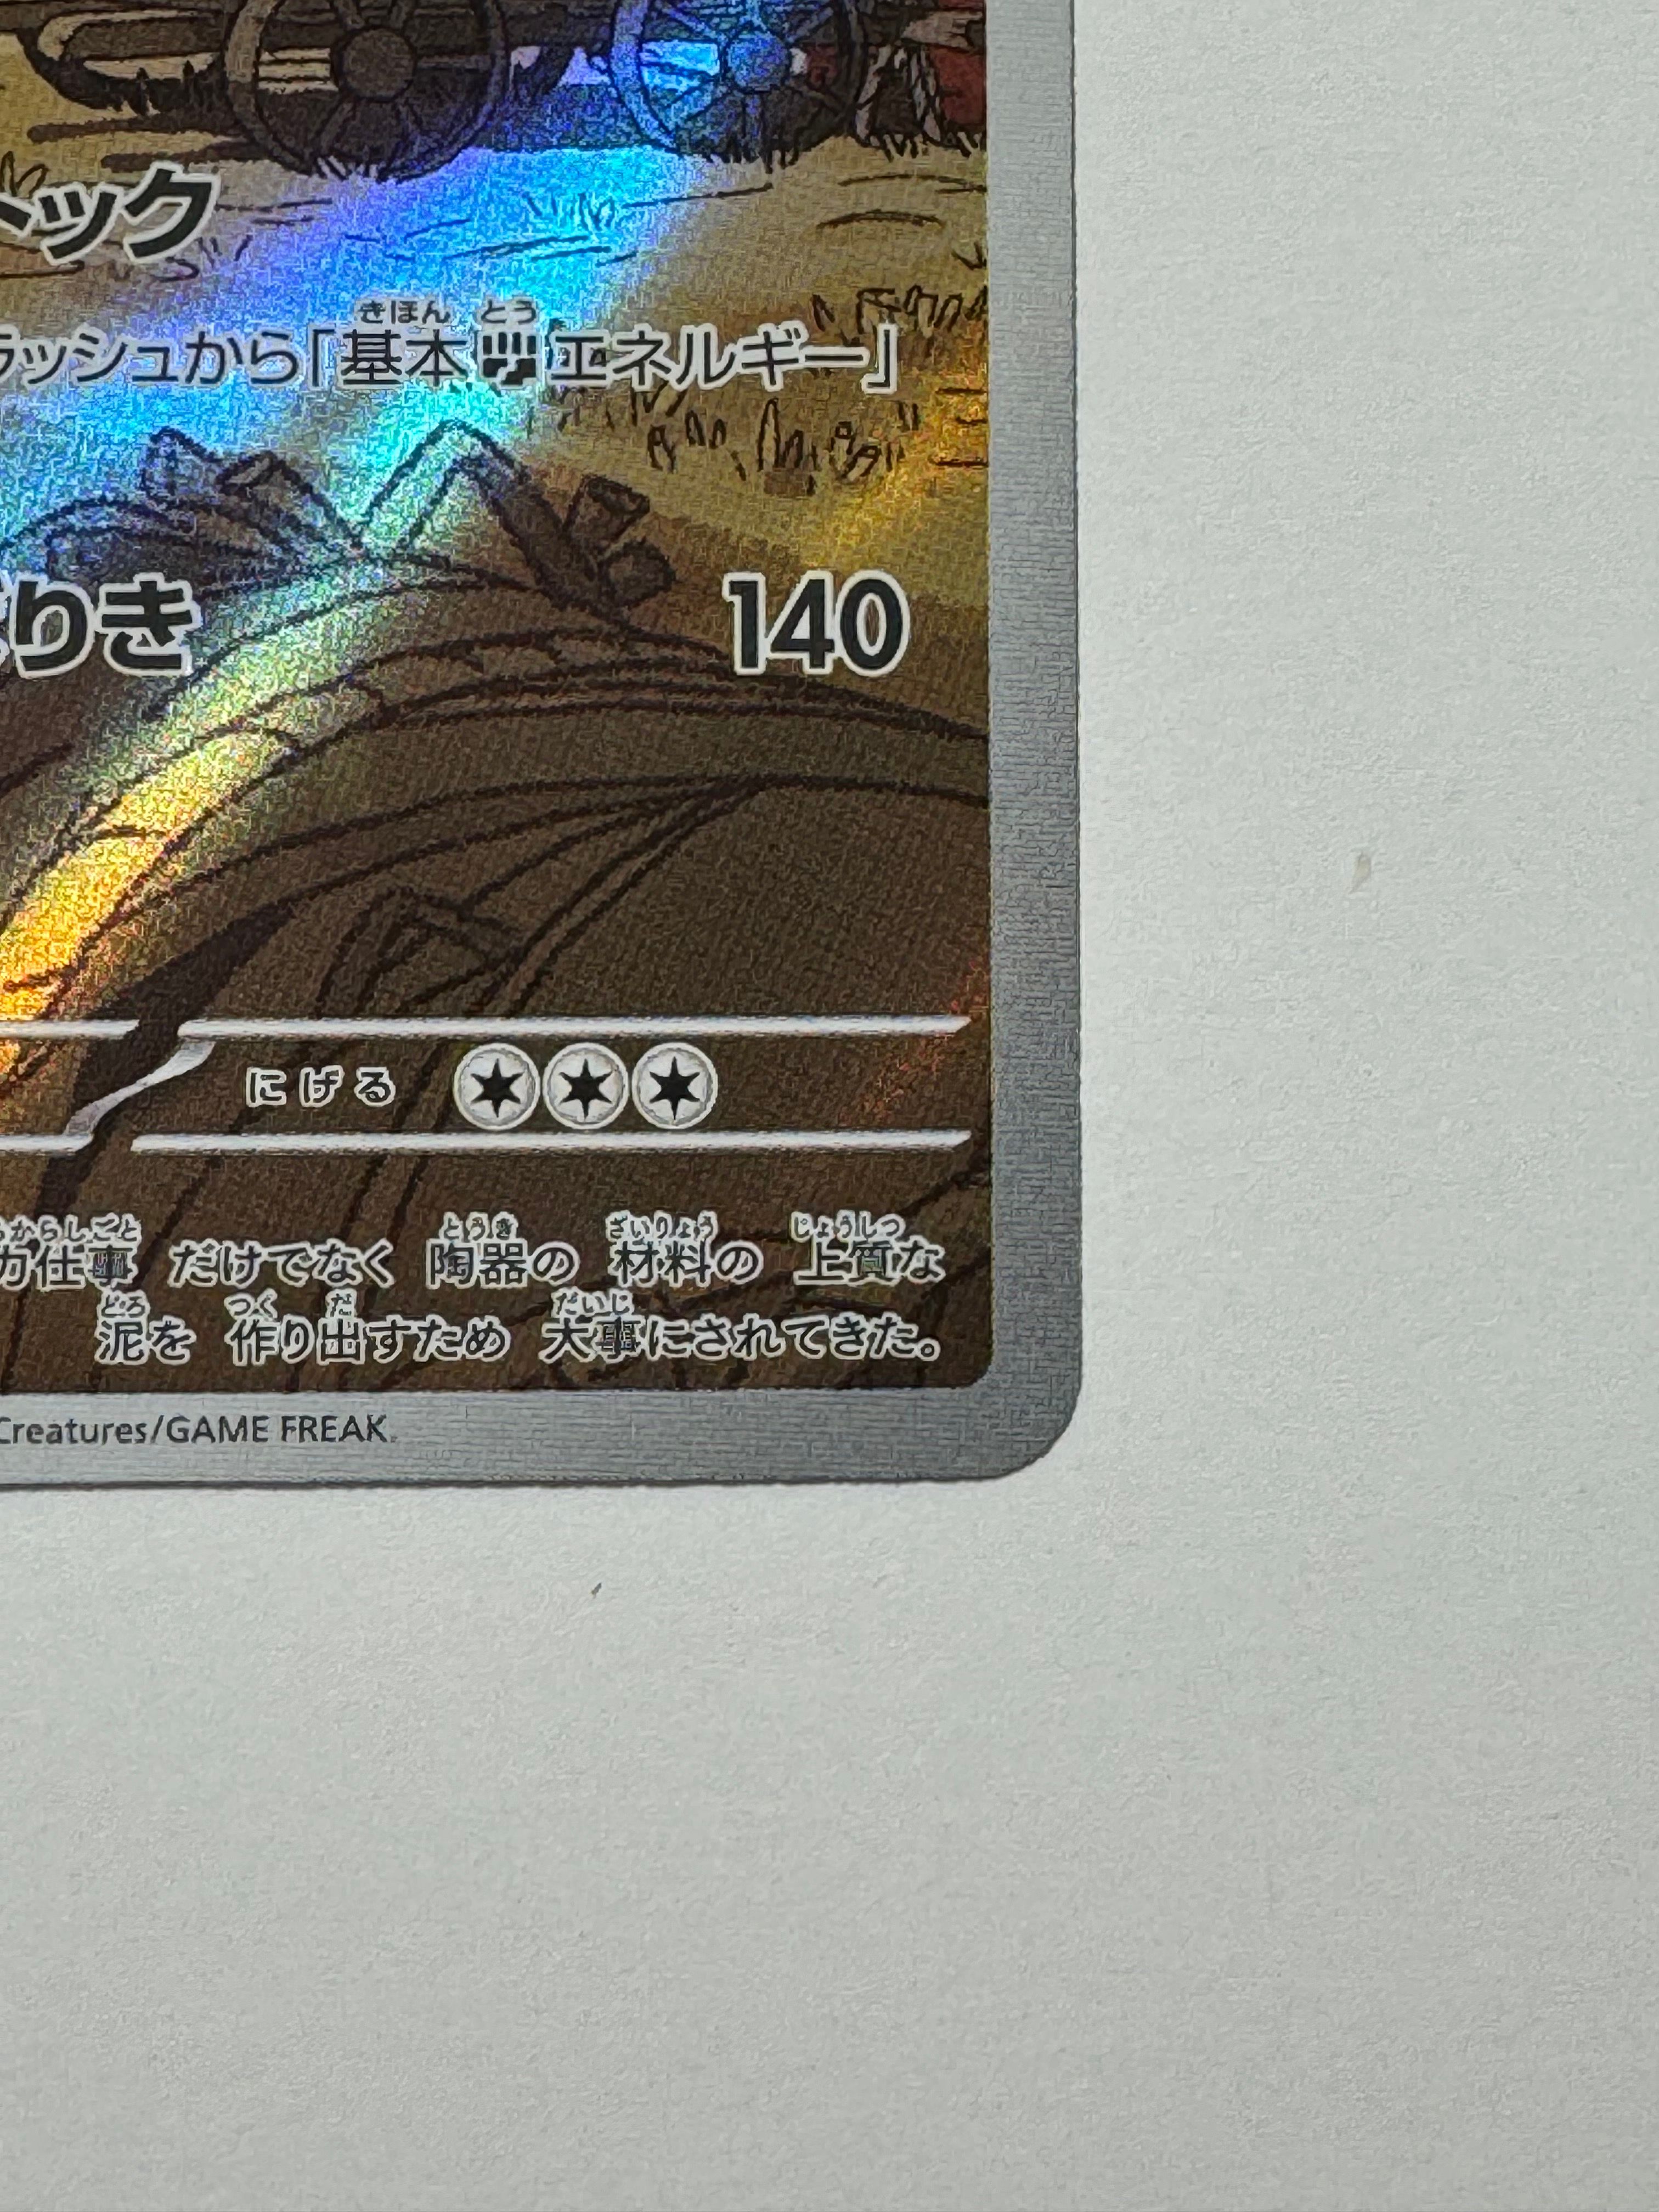 トック
きほん とう
ラッシュから「基本 エネルギー」
りき 140
にげる
ちからしごと とうき ざいりょう じょうしつ
力仕事 だけでなく 陶器の 材料の 上質な
どろ つく だ だいじ
泥を 作り出すため 大事にされてきた。
Creatures/GAME FREAK.